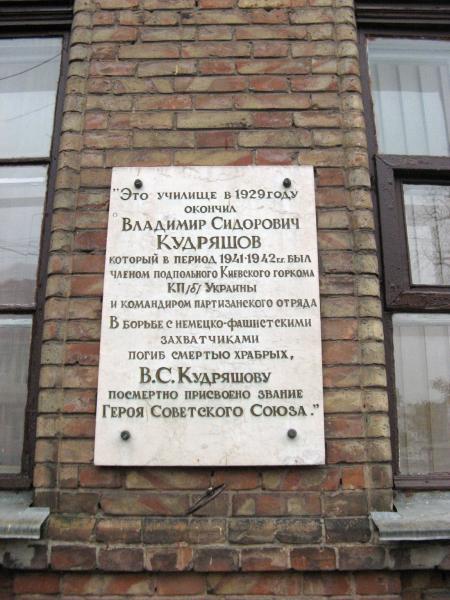 "Это училище в 1929 году
окончил
Владимир Сидорович
Кудряшов
который в период 1941-1942 гг. был
членом подпольного Киевского горкома
КП/б/ Украины
и командиром партизанского отряда
В борьбе с немецко-фашистскими
захватчиками
погиб смертью храбрых,
В.С. Кудряшову
посмертно присвоено звание
Героя Советского Союза."